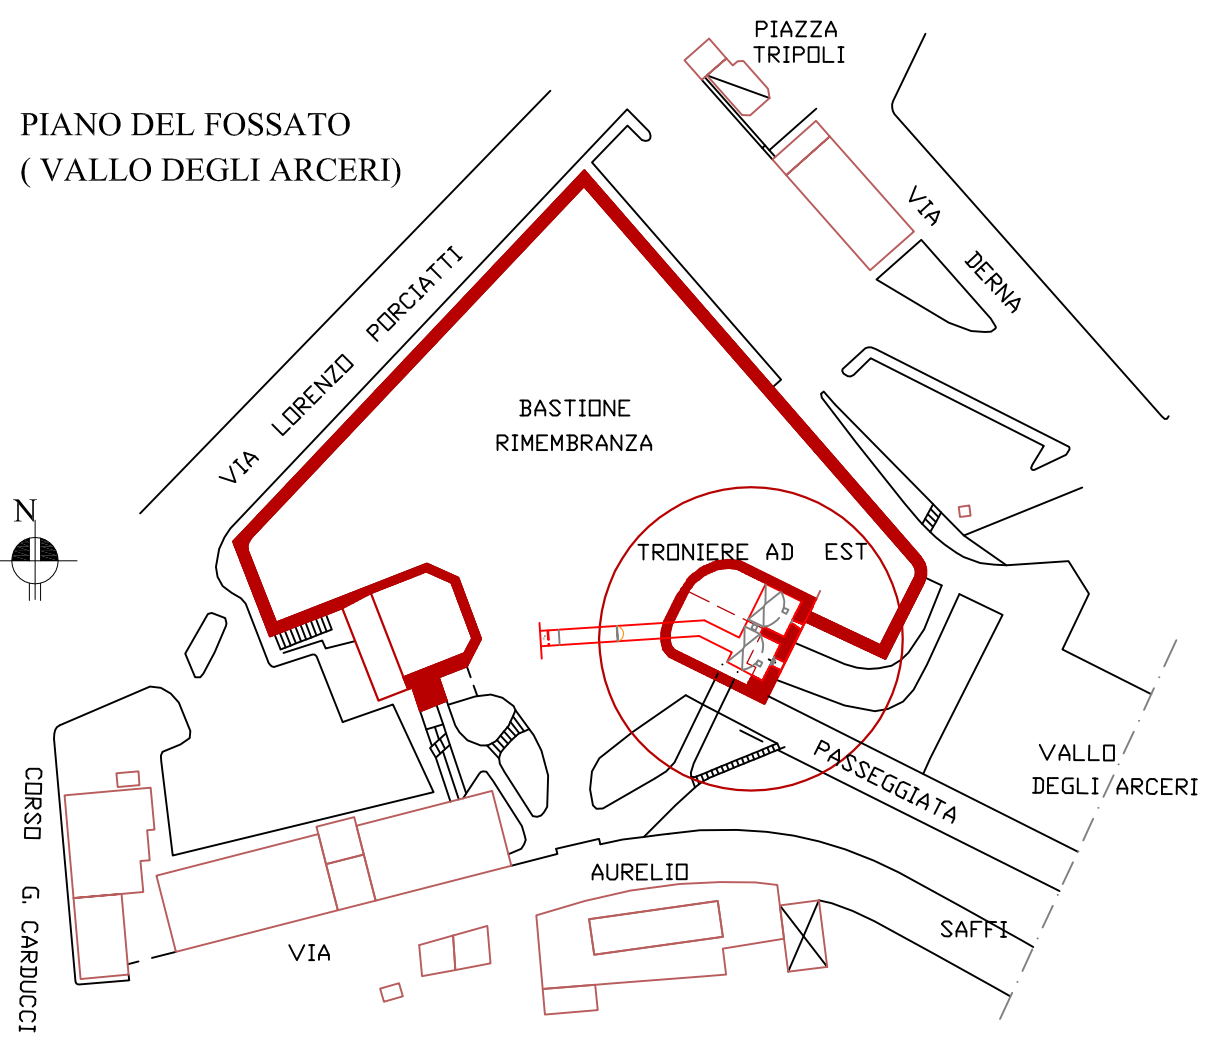 PIAZZA
TRIPOLI
PIANO DEL FOSSATO
( VALLO DEGLI ARCERI)
VIA DERNA
VIA LORENZO PORCIATTI
BASTIONE
RIMEMBRANZA
N
TRONIERE AD EST
PASSEGGIATA
VALLO
DEGLI ARCERI
CORSO G. CARDUCCI
VIA AURELIO SAFFI